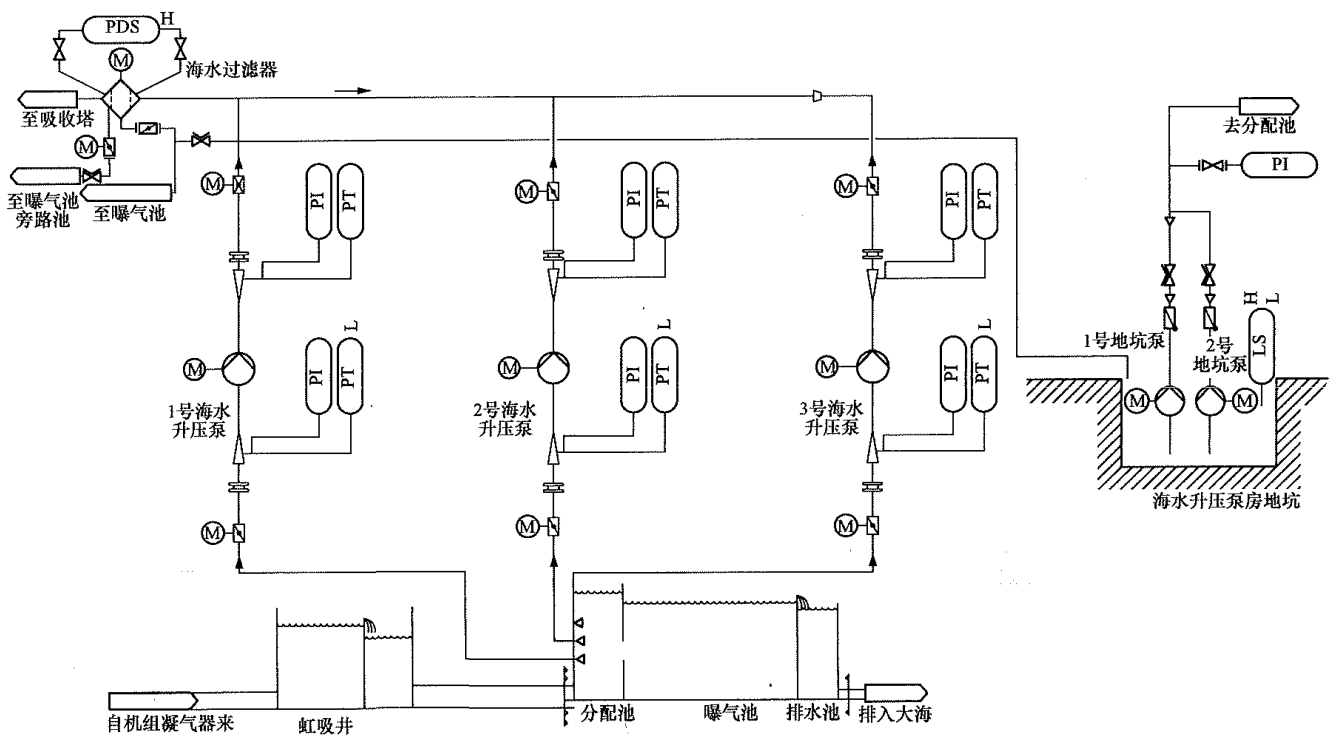 PDS
H
M
海水过滤器
至吸收塔
M
至曝气池
旁路池
至曝气池
去分配池
PI
M
PI
PT
M
PI
PT
M
PI
PT
H
L
LS
1号地坑泵
2号
地坑泵
M
M
海水升压泵房地坑
M
1号海水
升压泵
PI
PT
L
M
2号海水
升压泵
PI
PT
L
M
3号海水
升压泵
PI
PT
L
M
M
M
自机组凝气器来
虹吸井
分配池
曝气池
排水池
排入大海